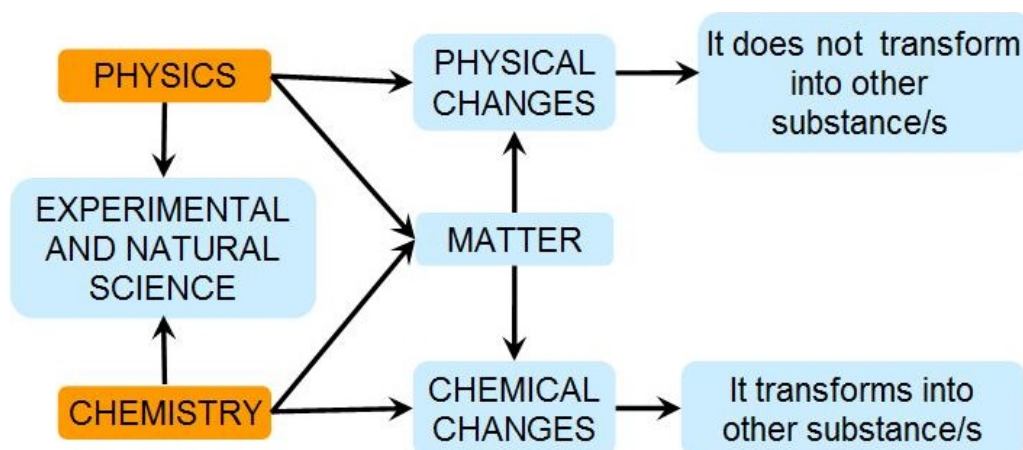 PHYSICS
PHYSICAL
CHANGES
It does not transform
into other
substance/s
EXPERIMENTAL
AND NATURAL
SCIENCE
MATTER
CHEMISTRY
CHEMICAL
CHANGES
It transforms into
other substance/s